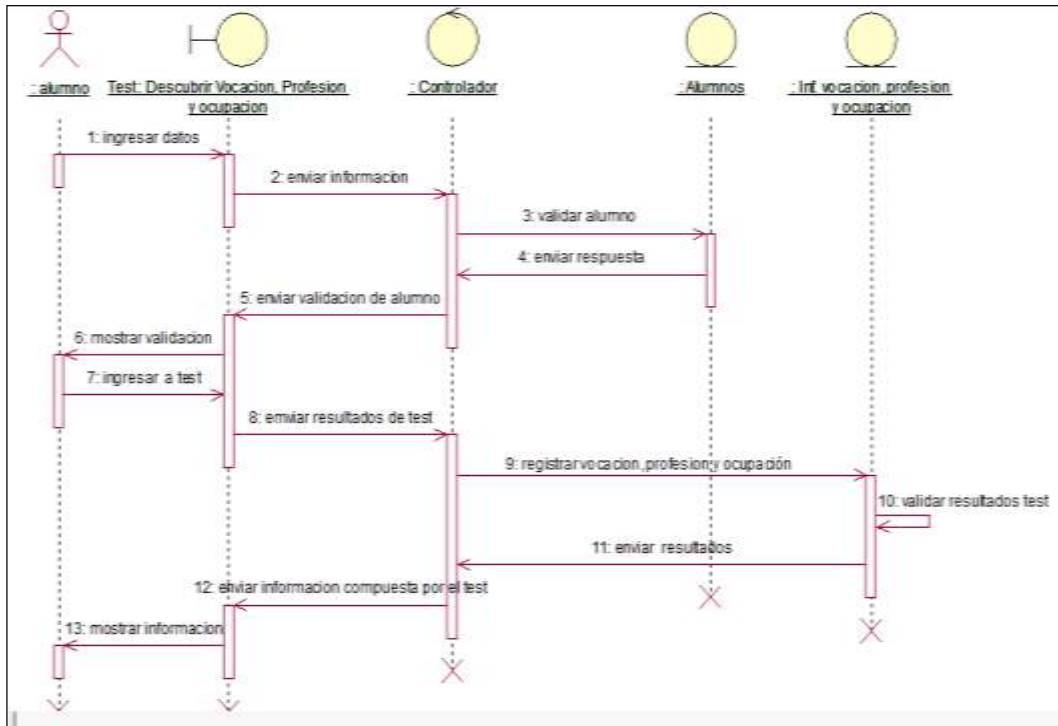 : alumno
Test: Descubrir Vocacion, Profesion
y ocupacion
: Controlador
: Alumnos
: Inf. vocacion, profesion
y ocupacion
1: ingresar datos
2: enviar informacion
3: validar alumno
4: enviar respuesta
5: enviar validacion de alumno
6: mostrar validacion
7: ingresar a test
8: emviar resultados de test
9: registrar vocacion, profesion y ocupación
10: validar resultados test
11: enviar resultados
12: enviar informacion compuesta por el test
13: mostrar informacion